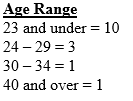 Age Range
23 and under = 10
24 – 29 = 3
30 – 34 = 1
40 and over = 1